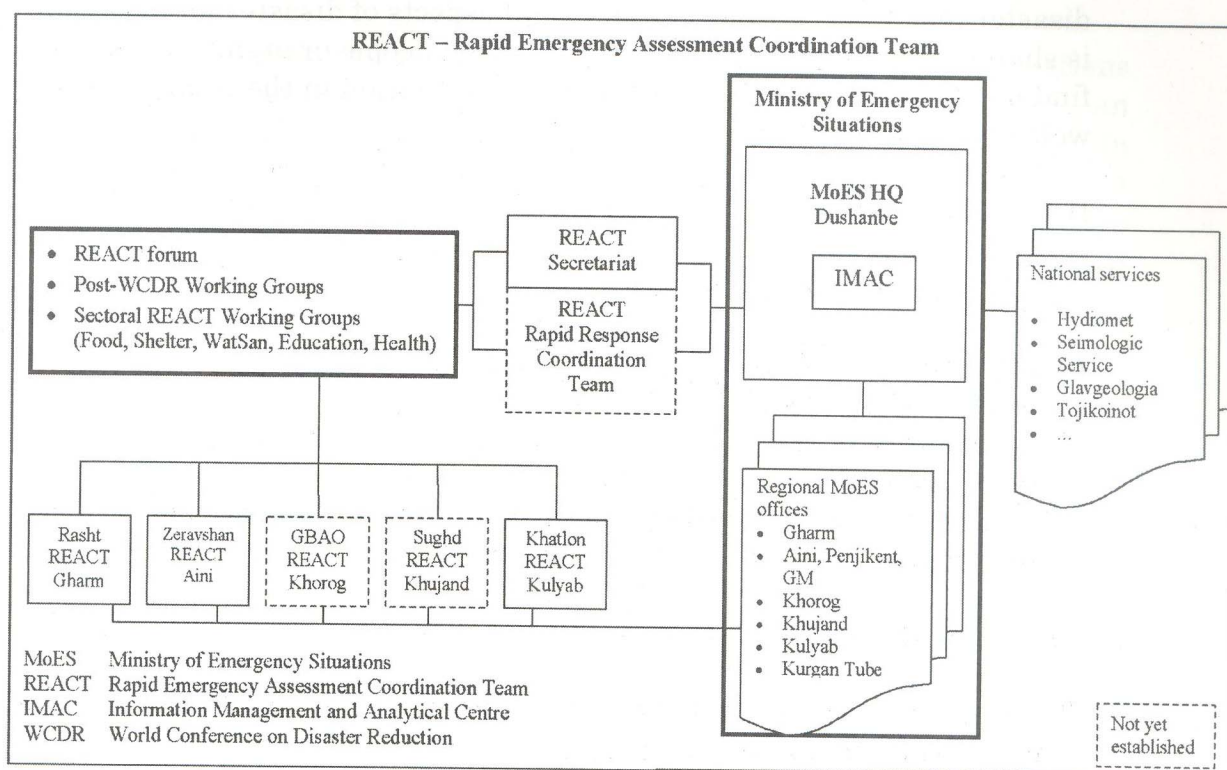 REACT – Rapid Emergency Assessment Coordination Team
Ministry of Emergency
Situations
MoES HQ
Dushanbe
IMAC
• REACT forum
• Post-WCDR Working Groups
• Sectoral REACT Working Groups
(Food, Shelter, WatSan, Education, Health)
REACT
Secretariat
REACT
Rapid Response
Coordination
Team
National services
• Hydromet
• Seimologic
Service
• Glavgeologia
• Tojikoinot
• ...
Rasht
REACT
Gharm
Zeravshan
REACT
Aini
GBAO
REACT
Khorog
Sughd
REACT
Khujand
Khatlon
REACT
Kulyab
Regional MoES
offices
• Gharm
• Aini, Penjikent,
GM
• Khorog
• Khujand
• Kulyab
• Kurgan Tube
MoES Ministry of Emergency Situations
REACT Rapid Emergency Assessment Coordination Team
IMAC Information Management and Analytical Centre
WCDR World Conference on Disaster Reduction
Not yet
established